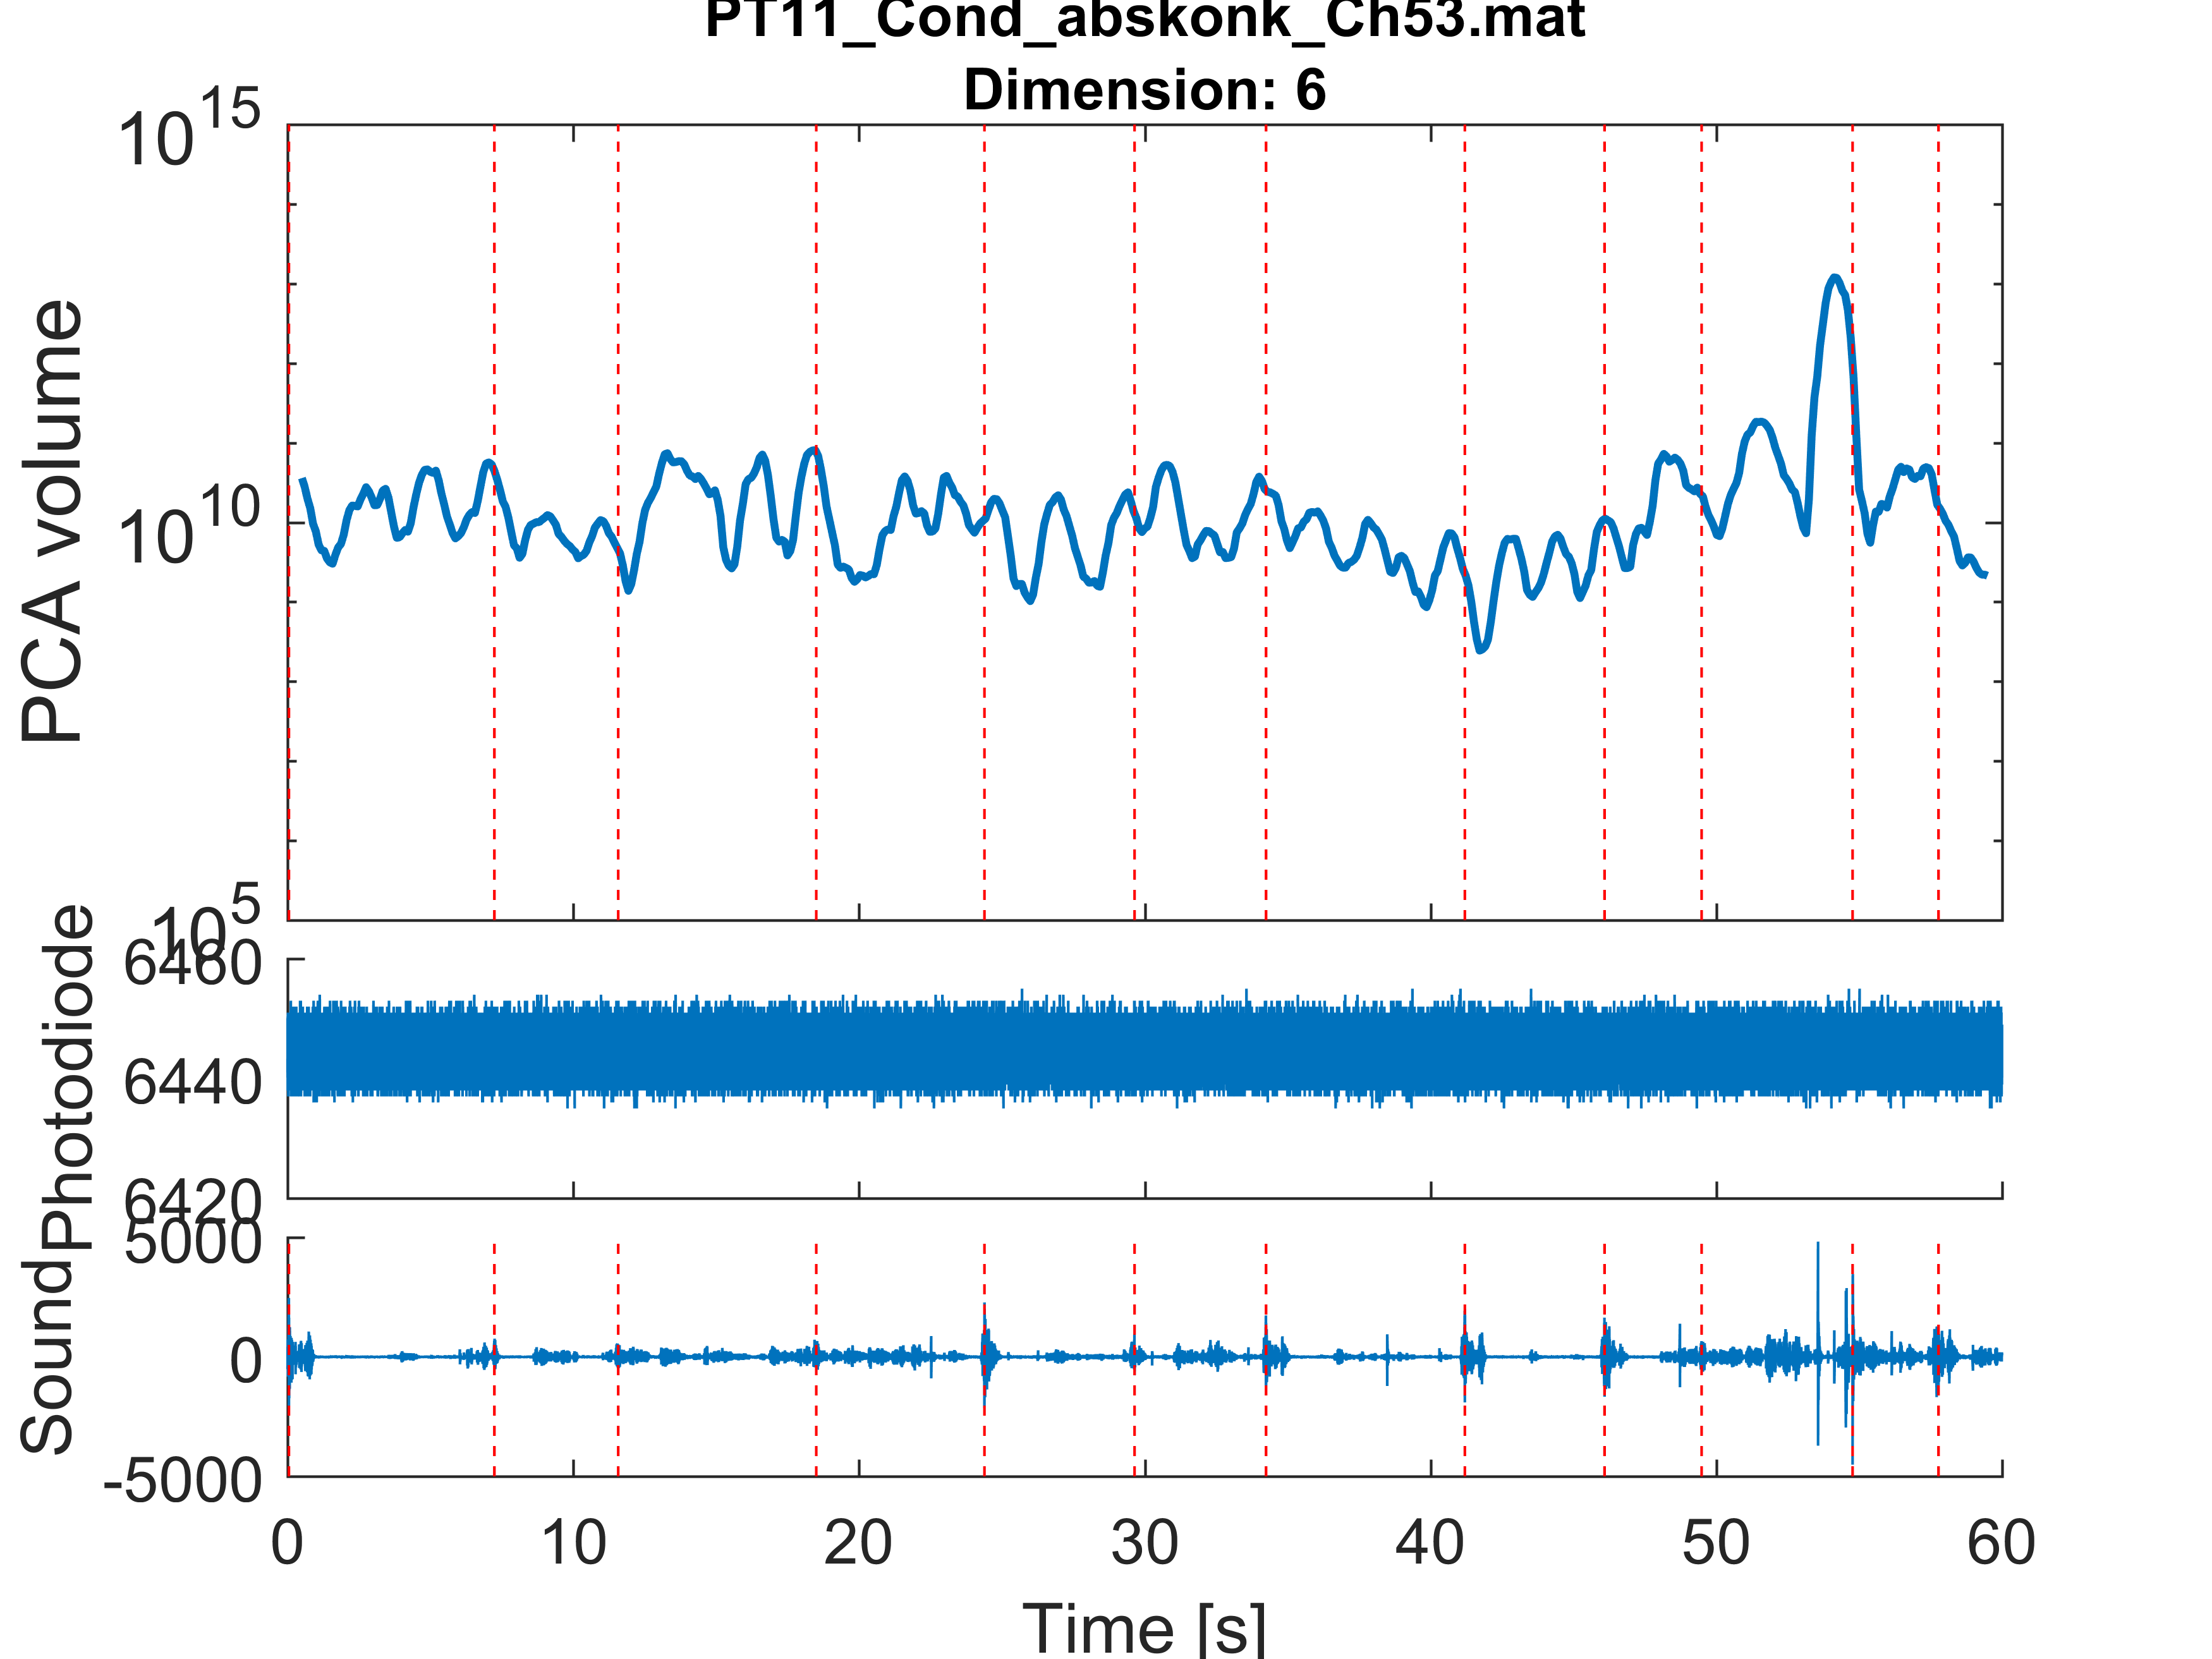 PT11_Cond_abskonk_Ch53.mat
Dimension: 6
10^15
10^10
10^5
PCA volume
6460
6440
6420
Photodiode
5000
0
-5000
Sound
0 10 20 30 40 50 60
Time [s]